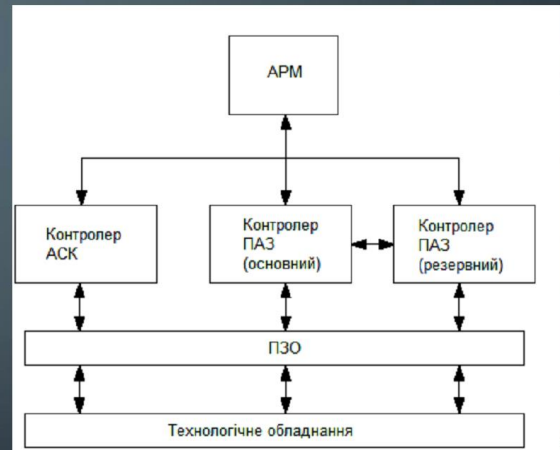 АРМ
Контролер
АСК
Контролер
ПАЗ
(основний)
Контролер
ПАЗ
(резервний)
ПЗО
Технологічне обладнання